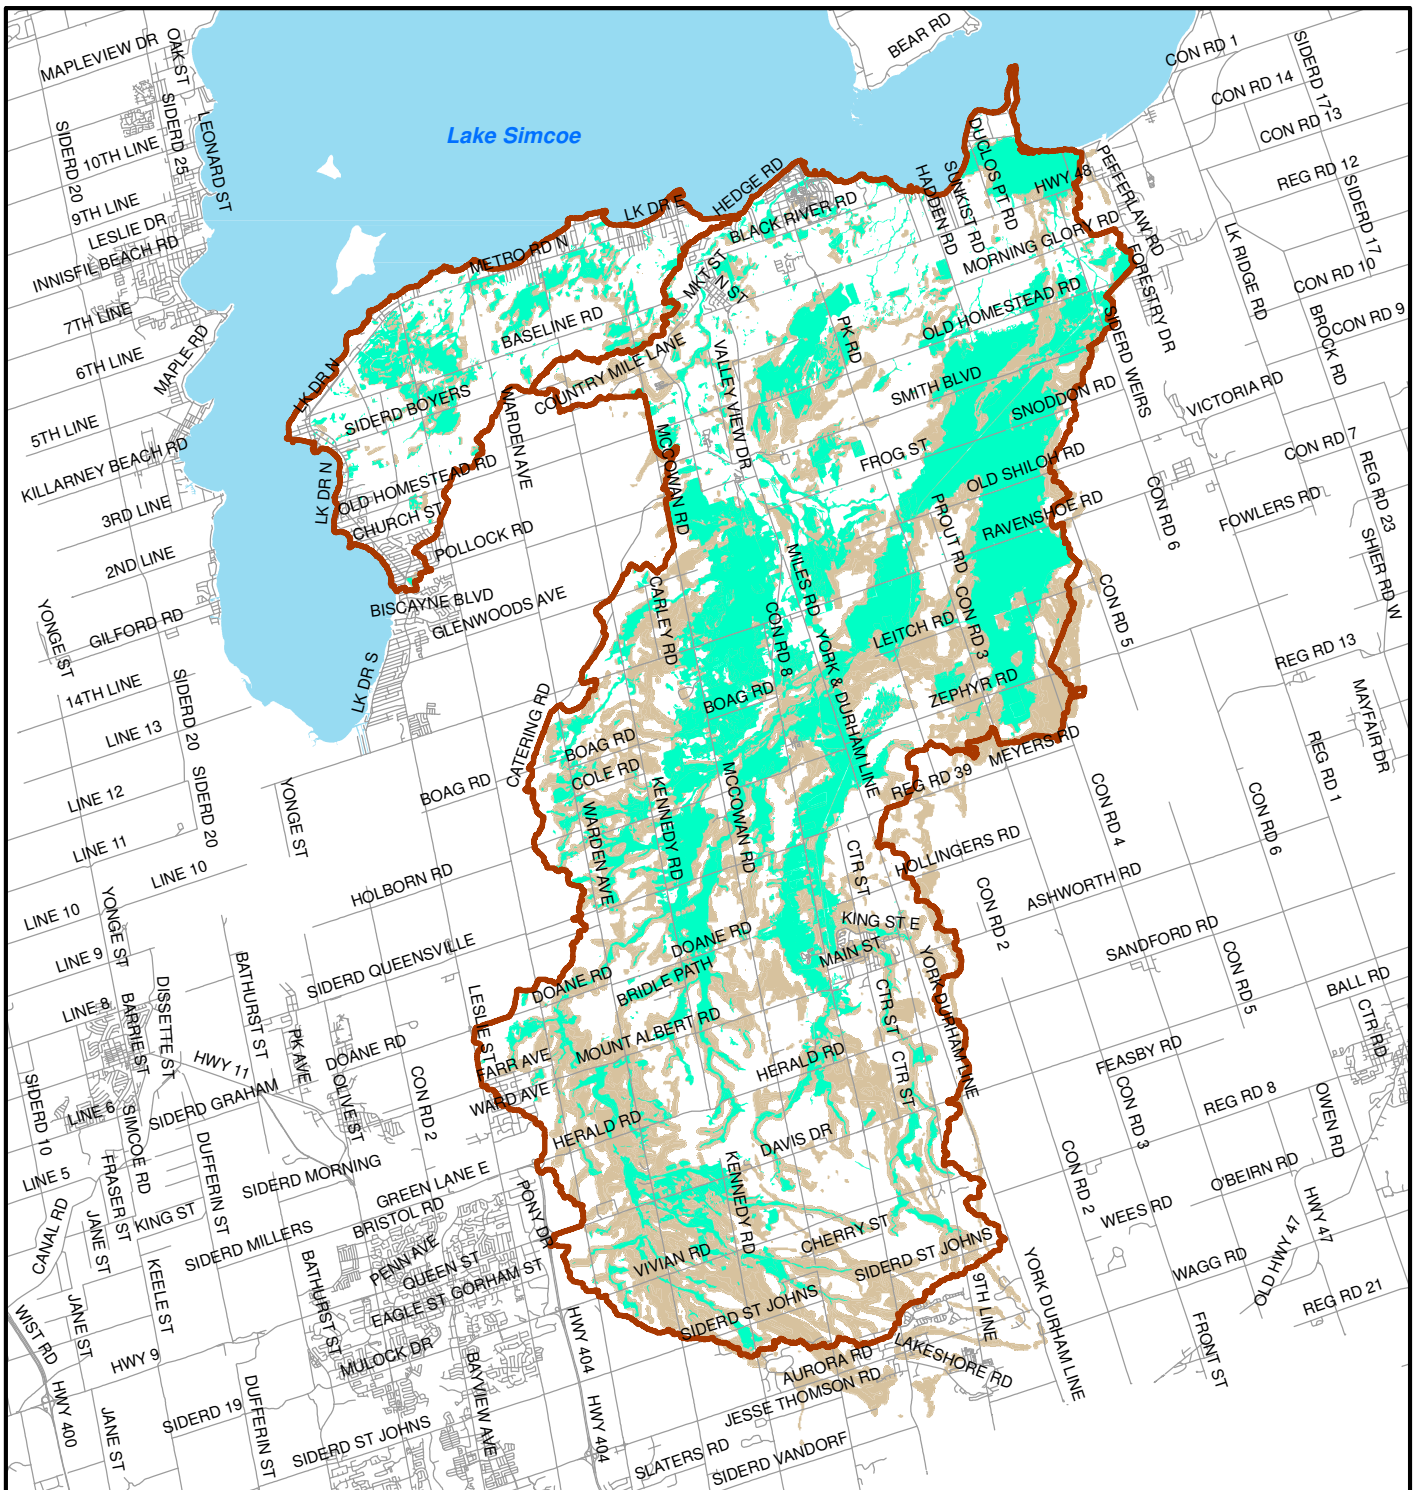 BEAR RD
CON RD 1
SIDERD 17
MAPLEVIEW DR
OAK ST
CON RD 14
CON RD 13
Lake Simcoe
SIDERD 20
SIDERD 25
LEONARD ST
10TH LINE
DUCLOS PT RD
PEFFERLAW RD
REG RD 12
SIDERD 17
9TH LINE
LESLIE DR
INNISFIL BEACH RD
HEDGE RD
LK DR E
HADDEN RD
SUNKIST RD
HWY 48
BLACK RIVER RD
METRO RD N
MORNING GLORY RD
LK RIDGE RD
CON RD 10
7TH LINE
MKT ST
N ST
FORESTRY DR
6TH LINE
MAPLE RD
BASELINE RD
PK RD
OLD HOMESTEAD RD
BROCK RD
CON RD 9
5TH LINE
LK DR N
COUNTRY MILE LANE
VALLEY VIEW DR
SIDERD WEIRS
SMITH BLVD
SNODDON RD
VICTORIA RD
SIDERD BOYERS
WARDEN AVE
KILLARNEY BEACH RD
MCCOWAN RD
FROG ST
OLD SHILOH RD
CON RD 7
REG RD 23
3RD LINE
LK DR N
OLD HOMESTEAD RD
CHURCH ST
POLLOCK RD
PROUT RD
RAVENSHOE RD
CON RD 6
FOWLERS RD
SHIER RD W
2ND LINE
MILES RD
BISCAYNE BLVD
GLENWOODS AVE
CARLEY RD
CON RD 8
CON RD 3
CON RD 5
YONGE ST
GILFORD RD
LEITCH RD
YORK & DURHAM LINE
REG RD 13
14TH LINE
SIDERD 20
LK DR S
BOAG RD
ZEPHYR RD
MAYFAIR DR
LINE 13
CATERING RD
BOAG RD
COLE RD
MEYERS RD
REG RD 1
LINE 12
SIDERD 20
YONGE ST
BOAG RD
KENNEDY RD
MCCOWAN RD
REG RD 39
CON RD 4
CON RD 6
LINE 11
WARDEN AVE
CTR ST
HOLLINGERS RD
LINE 10
HOLBORN RD
CON RD 2
ASHWORTH RD
LINE 10
YONGE ST
KING ST E
MAIN ST
DOANE RD
SANDFORD RD
LINE 9
BATHURST ST
SIDERD QUEENSVILLE
DOANE RD
BRIDLE PATH
YORK DURHAM LINE
CON RD 5
BALL RD
LINE 8
BARRIE ST
DISSETTE ST
LESLIE ST
CTR ST
MOUNT ALBERT RD
CTR RD
HWY 11
PK AVE
DOANE RD
FARR AVE
HERALD RD
FEASBY RD
SIDERD 10
LINE 6
SIMCOE RD
SIDERD GRAHAM
OLIVE ST
CON RD 2
WARD AVE
CTR ST
CON RD 3
REG RD 8
OWEN RD
HERALD RD
DAVIS DR
LINE 5
FRASER ST
DUFFERIN ST
SIDERD MORNING
GREEN LANE E
KENNEDY RD
CON RD 2
O'BEIRN RD
CANAL RD
JANE ST
KING ST
SIDERD MILLERS
BRISTOL RD
PONY DR
CHERRY ST
WEES RD
HWY 47
KEELE ST
BATHURST ST
PENN AVE
QUEEN ST
EAGLE ST
GORHAM ST
VIVIAN RD
SIDERD ST JOHNS
WAGG RD
OLD HWY 47
WIST RD
JANE ST
HWY 9
MULOCK DR
BAYVIEW AVE
HWY 404
SIDERD ST JOHNS
9TH LINE
YORK DURHAM LINE
REG RD 21
FRONT ST
HWY 400
JANE ST
SIDERD 19
DUFFERIN ST
SIDERD ST JOHNS
HWY 404
AURORA RD
LAKESHORE RD
JESSE THOMSON RD
SLATERS RD
SIDERD VANDORF